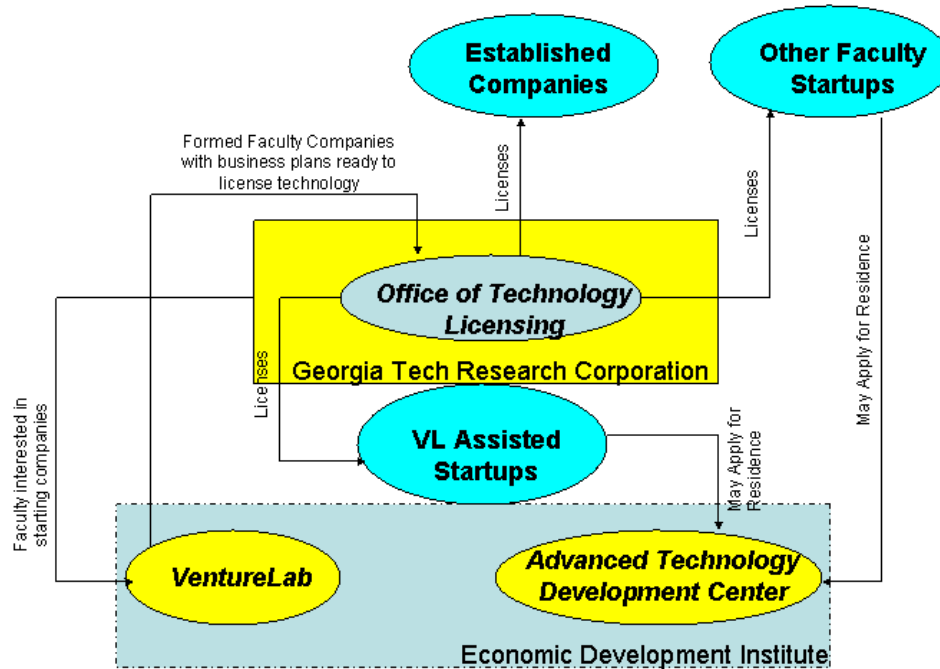 Established
Companies
Other Faculty
Startups
Formed Faculty Companies
with business plans ready to
license technology
Licenses
Licenses
Office of Technology
Licensing
Georgia Tech Research Corporation
Licenses
May Apply for Residence
VL Assisted
Startups
May Apply for
Residence
Faculty interested in
starting companies
VentureLab
Advanced Technology
Development Center
Economic Development Institute